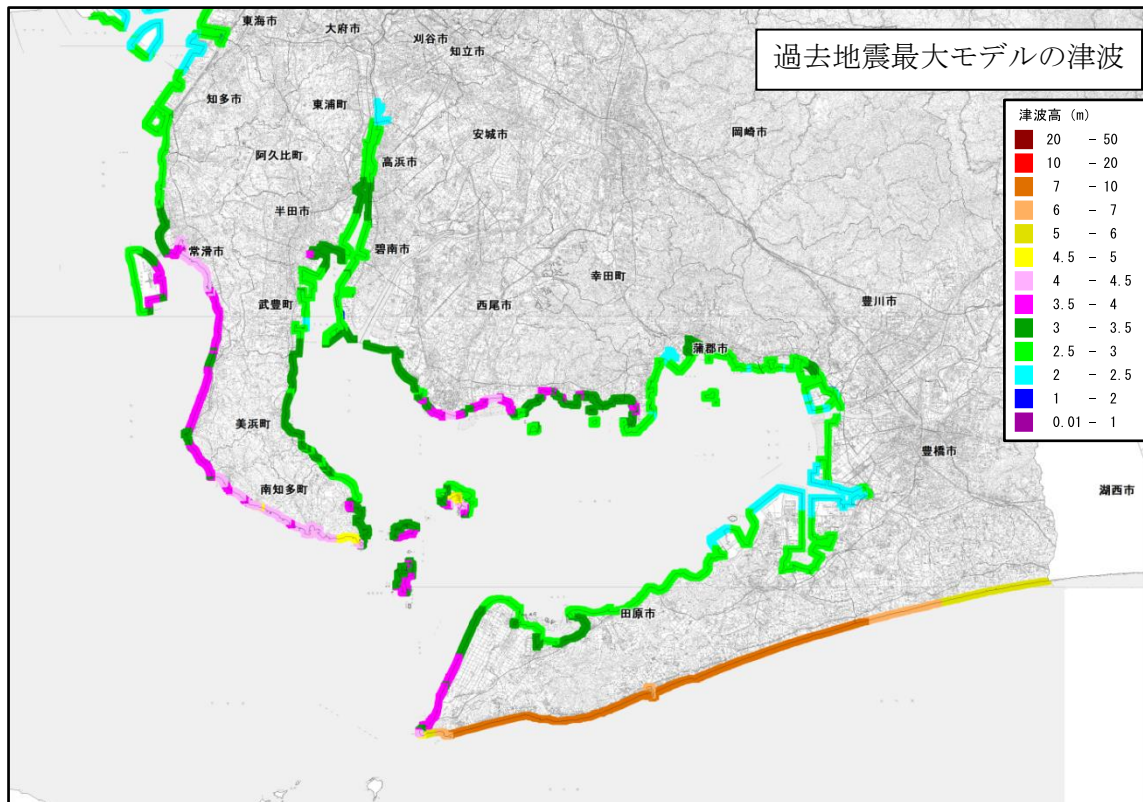 過去地震最大モデルの津波
津波高 (m)
20 - 50
10 - 20
7 - 10
6 - 7
5 - 6
4.5 - 5
4 - 4.5
3.5 - 4
3 - 3.5
2.5 - 3
2 - 2.5
1 - 2
0.01 - 1
東海市
大府市
刈谷市
知立市
知多市
東浦町
安城市
岡崎市
阿久比町
高浜市
半田市
常滑市
碧南市
幸田町
武豊町
西尾市
豊川市
蒲郡市
美浜町
豊橋市
南知多町
湖西市
田原市